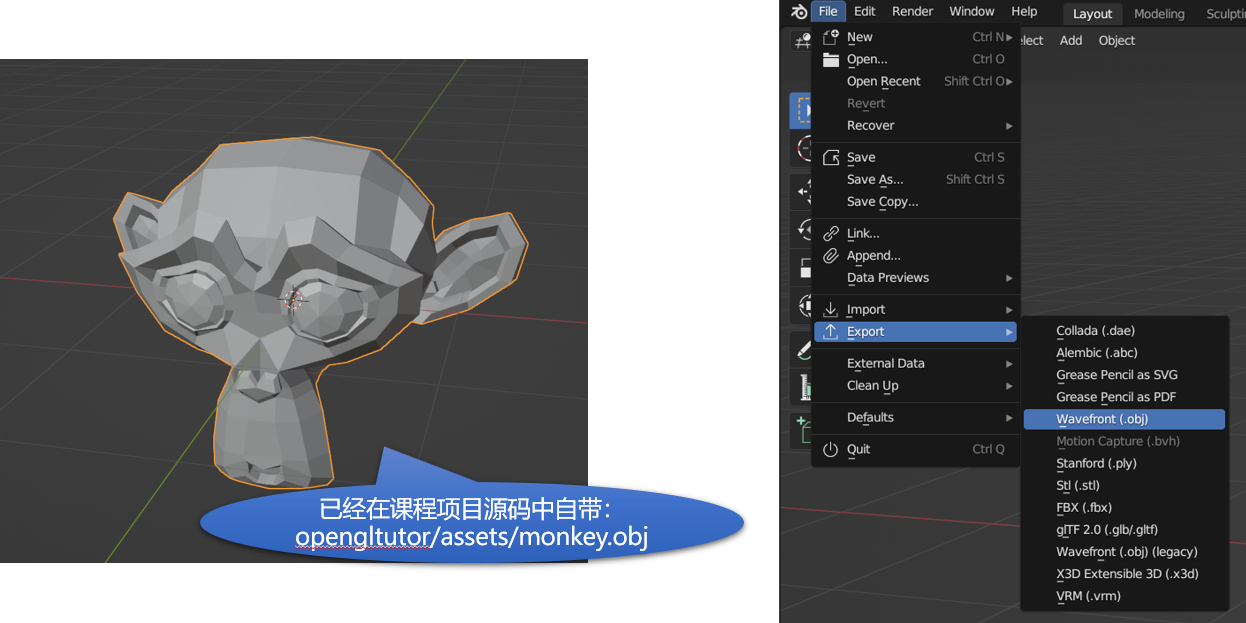 已经在课程项目源码中自带：
opengltutor/assets/monkey.obj
File Edit Render Window Help Layout Modeling
Select Add Object
New Ctrl N
Open... Ctrl O
Open Recent Shift Ctrl O
Revert
Recover
Save Ctrl S
Save As... Shift Ctrl S
Save Copy...
Link...
Append...
Data Previews
Import
Export
External Data
Clean Up
Defaults
Quit Ctrl Q
Collada (.dae)
Alembic (.abc)
Grease Pencil as SVG
Grease Pencil as PDF
Wavefront (.obj)
Motion Capture (.bvh)
Stanford (.ply)
Stl (.stl)
FBX (.fbx)
glTF 2.0 (.glb/.gltf)
Wavefront (.obj) (legacy)
X3D Extensible 3D (.x3d)
VRM (.vrm)